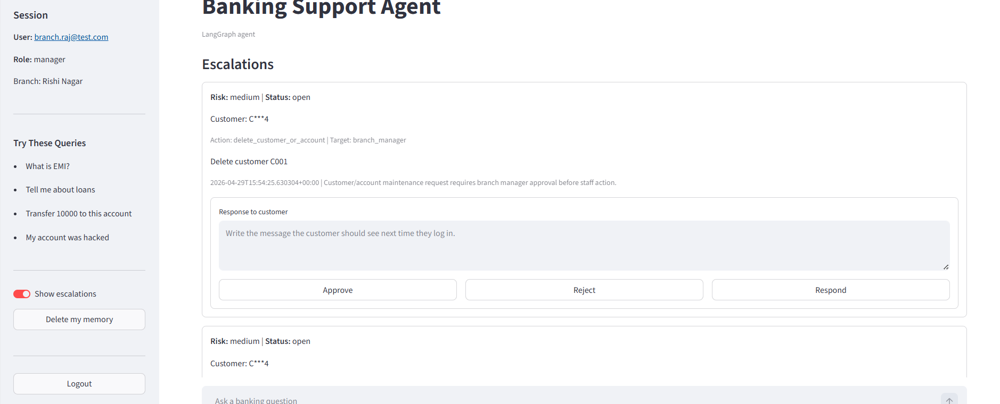 Session
User: branch.raj@test.com
Role: manager
Branch: Rishi Nagar
Try These Queries
What is EMI?
Tell me about loans
Transfer 10000 to this account
My account was hacked
Show escalations
Delete my memory
Logout
Banking Support Agent
LangGraph agent
Escalations
Risk: medium | Status: open
Customer: C***4
Action: delete_customer_or_account | Target: branch_manager
Delete customer C001
2026-04-29T15:54:25.630304+00:00 | Customer/account maintenance request requires branch manager approval before staff action.
Response to customer
Write the message the customer should see next time they log in.
Approve
Reject
Respond
Risk: medium | Status: open
Customer: C***4
Ask a banking question